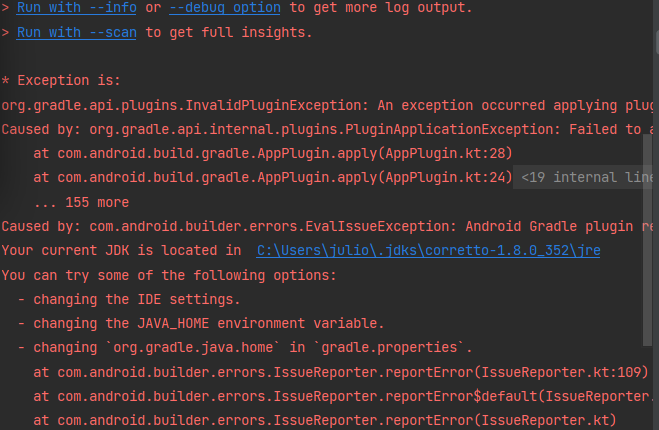 > Run with --info or --debug option to get more log output.
> Run with --scan to get full insights.
* Exception is:
org.gradle.api.plugins.InvalidPluginException: An exception occurred applying plug
Caused by: org.gradle.api.internal.plugins.PluginApplicationException: Failed to a
at com.android.build.gradle.AppPlugin.apply(AppPlugin.kt:28)
at com.android.build.gradle.AppPlugin.apply(AppPlugin.kt:24) <19 internal line
... 155 more
Caused by: com.android.builder.errors.EvalIssueException: Android Gradle plugin re
Your current JDK is located in C:\Users\julio\.jdks\corretto-1.8.0_352\jre
You can try some of the following options:
- changing the IDE settings.
- changing the JAVA_HOME environment variable.
- changing `org.gradle.java.home` in `gradle.properties`.
at com.android.builder.errors.IssueReporter.reportError(IssueReporter.kt:109)
at com.android.builder.errors.IssueReporter.reportError$default(IssueReporter.
at com.android.builder.errors.IssueReporter.reportError(IssueReporter.kt)